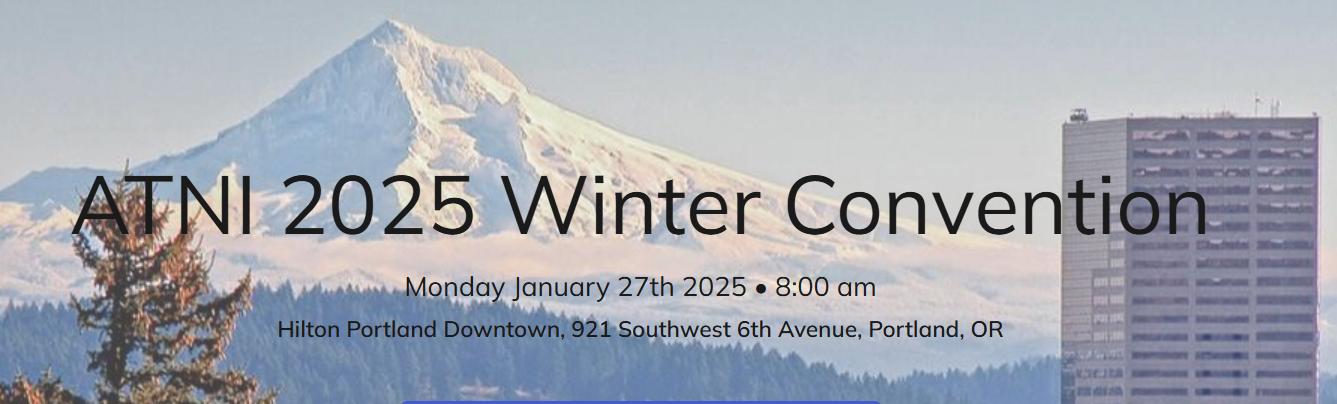 ATNI 2025 Winter Convention
Monday January 27th 2025 • 8:00 am
Hilton Portland Downtown, 921 Southwest 6th Avenue, Portland, OR